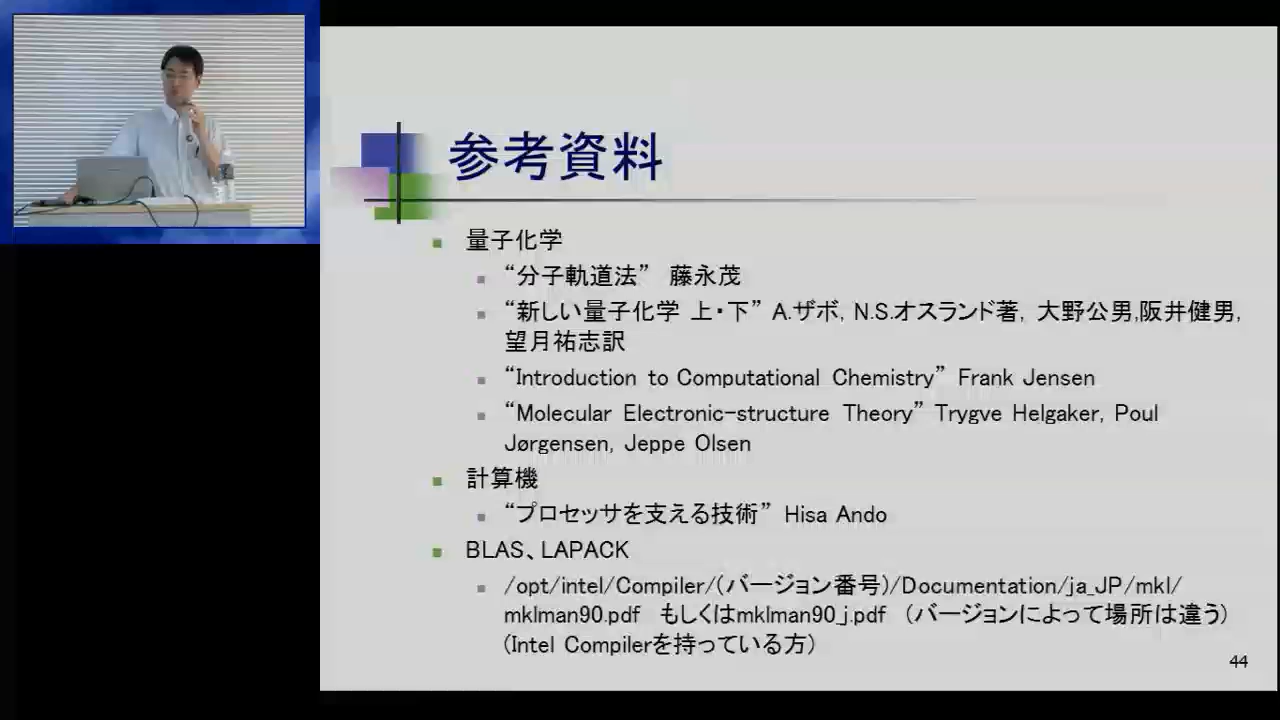 参考資料
量子化学
“分子軌道法” 藤永茂
“新しい量子化学 上・下” A.ザボ, N.S.オスランド著, 大野公男,阪井健男,
望月祐志訳
“Introduction to Computational Chemistry” Frank Jensen
“Molecular Electronic-structure Theory” Trygve Helgaker, Poul
Jørgensen, Jeppe Olsen
計算機
“プロセッサを支える技術” Hisa Ando
BLAS、LAPACK
/opt/intel/Compiler/(バージョン番号)/Documentation/ja_JP/mkl/
mklman90.pdf もしくはmklman90_j.pdf (バージョンによって場所は違う)
(Intel Compilerを持っている方)
44